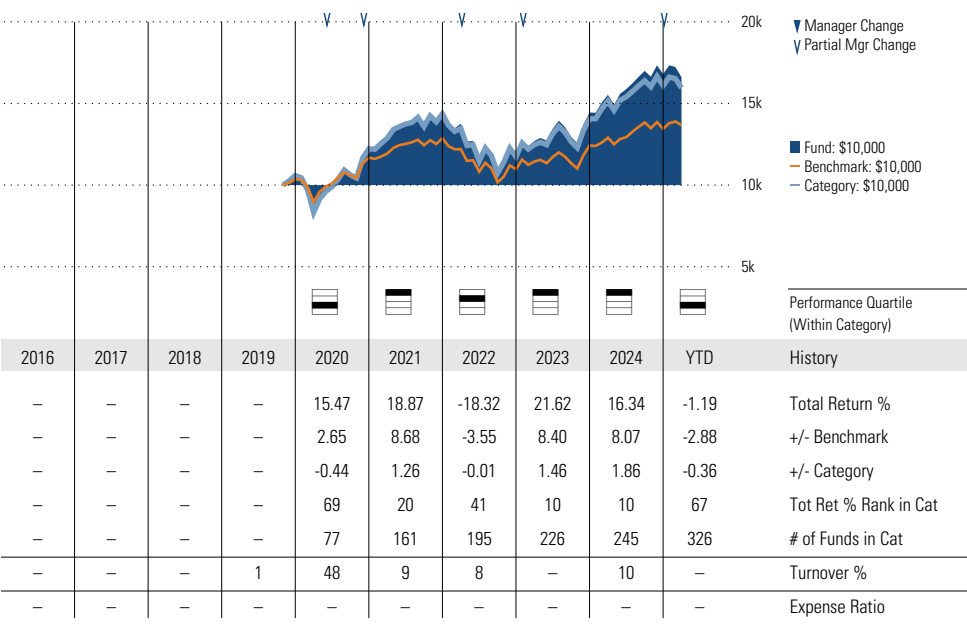 20k
15k
10k
5k
Manager Change
Partial Mgr Change
Fund: $10,000
Benchmark: $10,000
Category: $10,000
Performance Quartile
(Within Category)
2016 2017 2018 2019 2020 2021 2022 2023 2024 YTD History
– – – – 15.47 18.87 -18.32 21.62 16.34 -1.19 Total Return %
– – – – 2.65 8.68 -3.55 8.40 8.07 -2.88 +/- Benchmark
– – – – -0.44 1.26 -0.01 1.46 1.86 -0.36 +/- Category
– – – – 69 20 41 10 10 67 Tot Ret % Rank in Cat
– – – – 77 161 195 226 245 326 # of Funds in Cat
– – – 1 48 9 8 – 10 – Turnover %
– – – – – – – – – – Expense Ratio